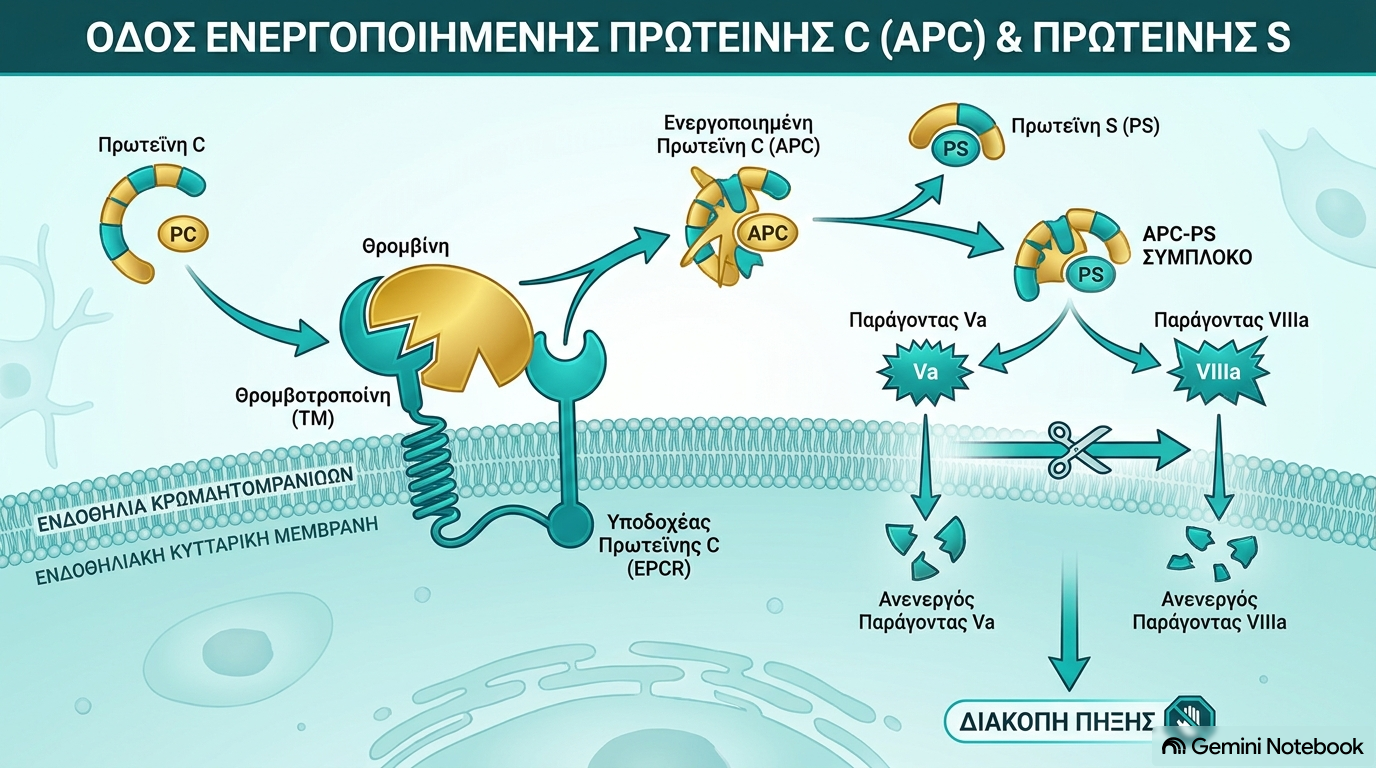 ΟΔΟΣ ΕΝΕΡΓΟΠΟΙΗΜΕΝΗΣ ΠΡΩΤΕΙΝΗΣ C (APC) & ΠΡΩΤΕΙΝΗΣ S
Πρωτεΐνη C
PC
Θρομβίνη
Θρομβοτροποίνη
(TM)
Ενεργοποιημένη
Πρωτεΐνη C (APC)
APC
PS
Πρωτεΐνη S (PS)
APC-PS
ΣΥΜΠΛΟΚΟ
PS
Παράγοντας Va
Va
Παράγοντας VIIIa
VIIIa
ΕΝΔΟΘΗΛΙΑ ΚΡΩΜΑΗΤΟΜΡΑΝΙΩΩΝ
ΕΝΔΟΘΗΛΙΑΚΗ ΚΥΤΤΑΡΙΚΗ ΜΕΜΒΡΑΝΗ
Υποδοχέας
Πρωτεΐνης C
(EPCR)
Ανενεργός
Παράγοντας Va
Ανενεργός
Παράγοντας VIIIa
ΔΙΑΚΟΠΗ ΠΗΞΗΣ
Gemini Notebook